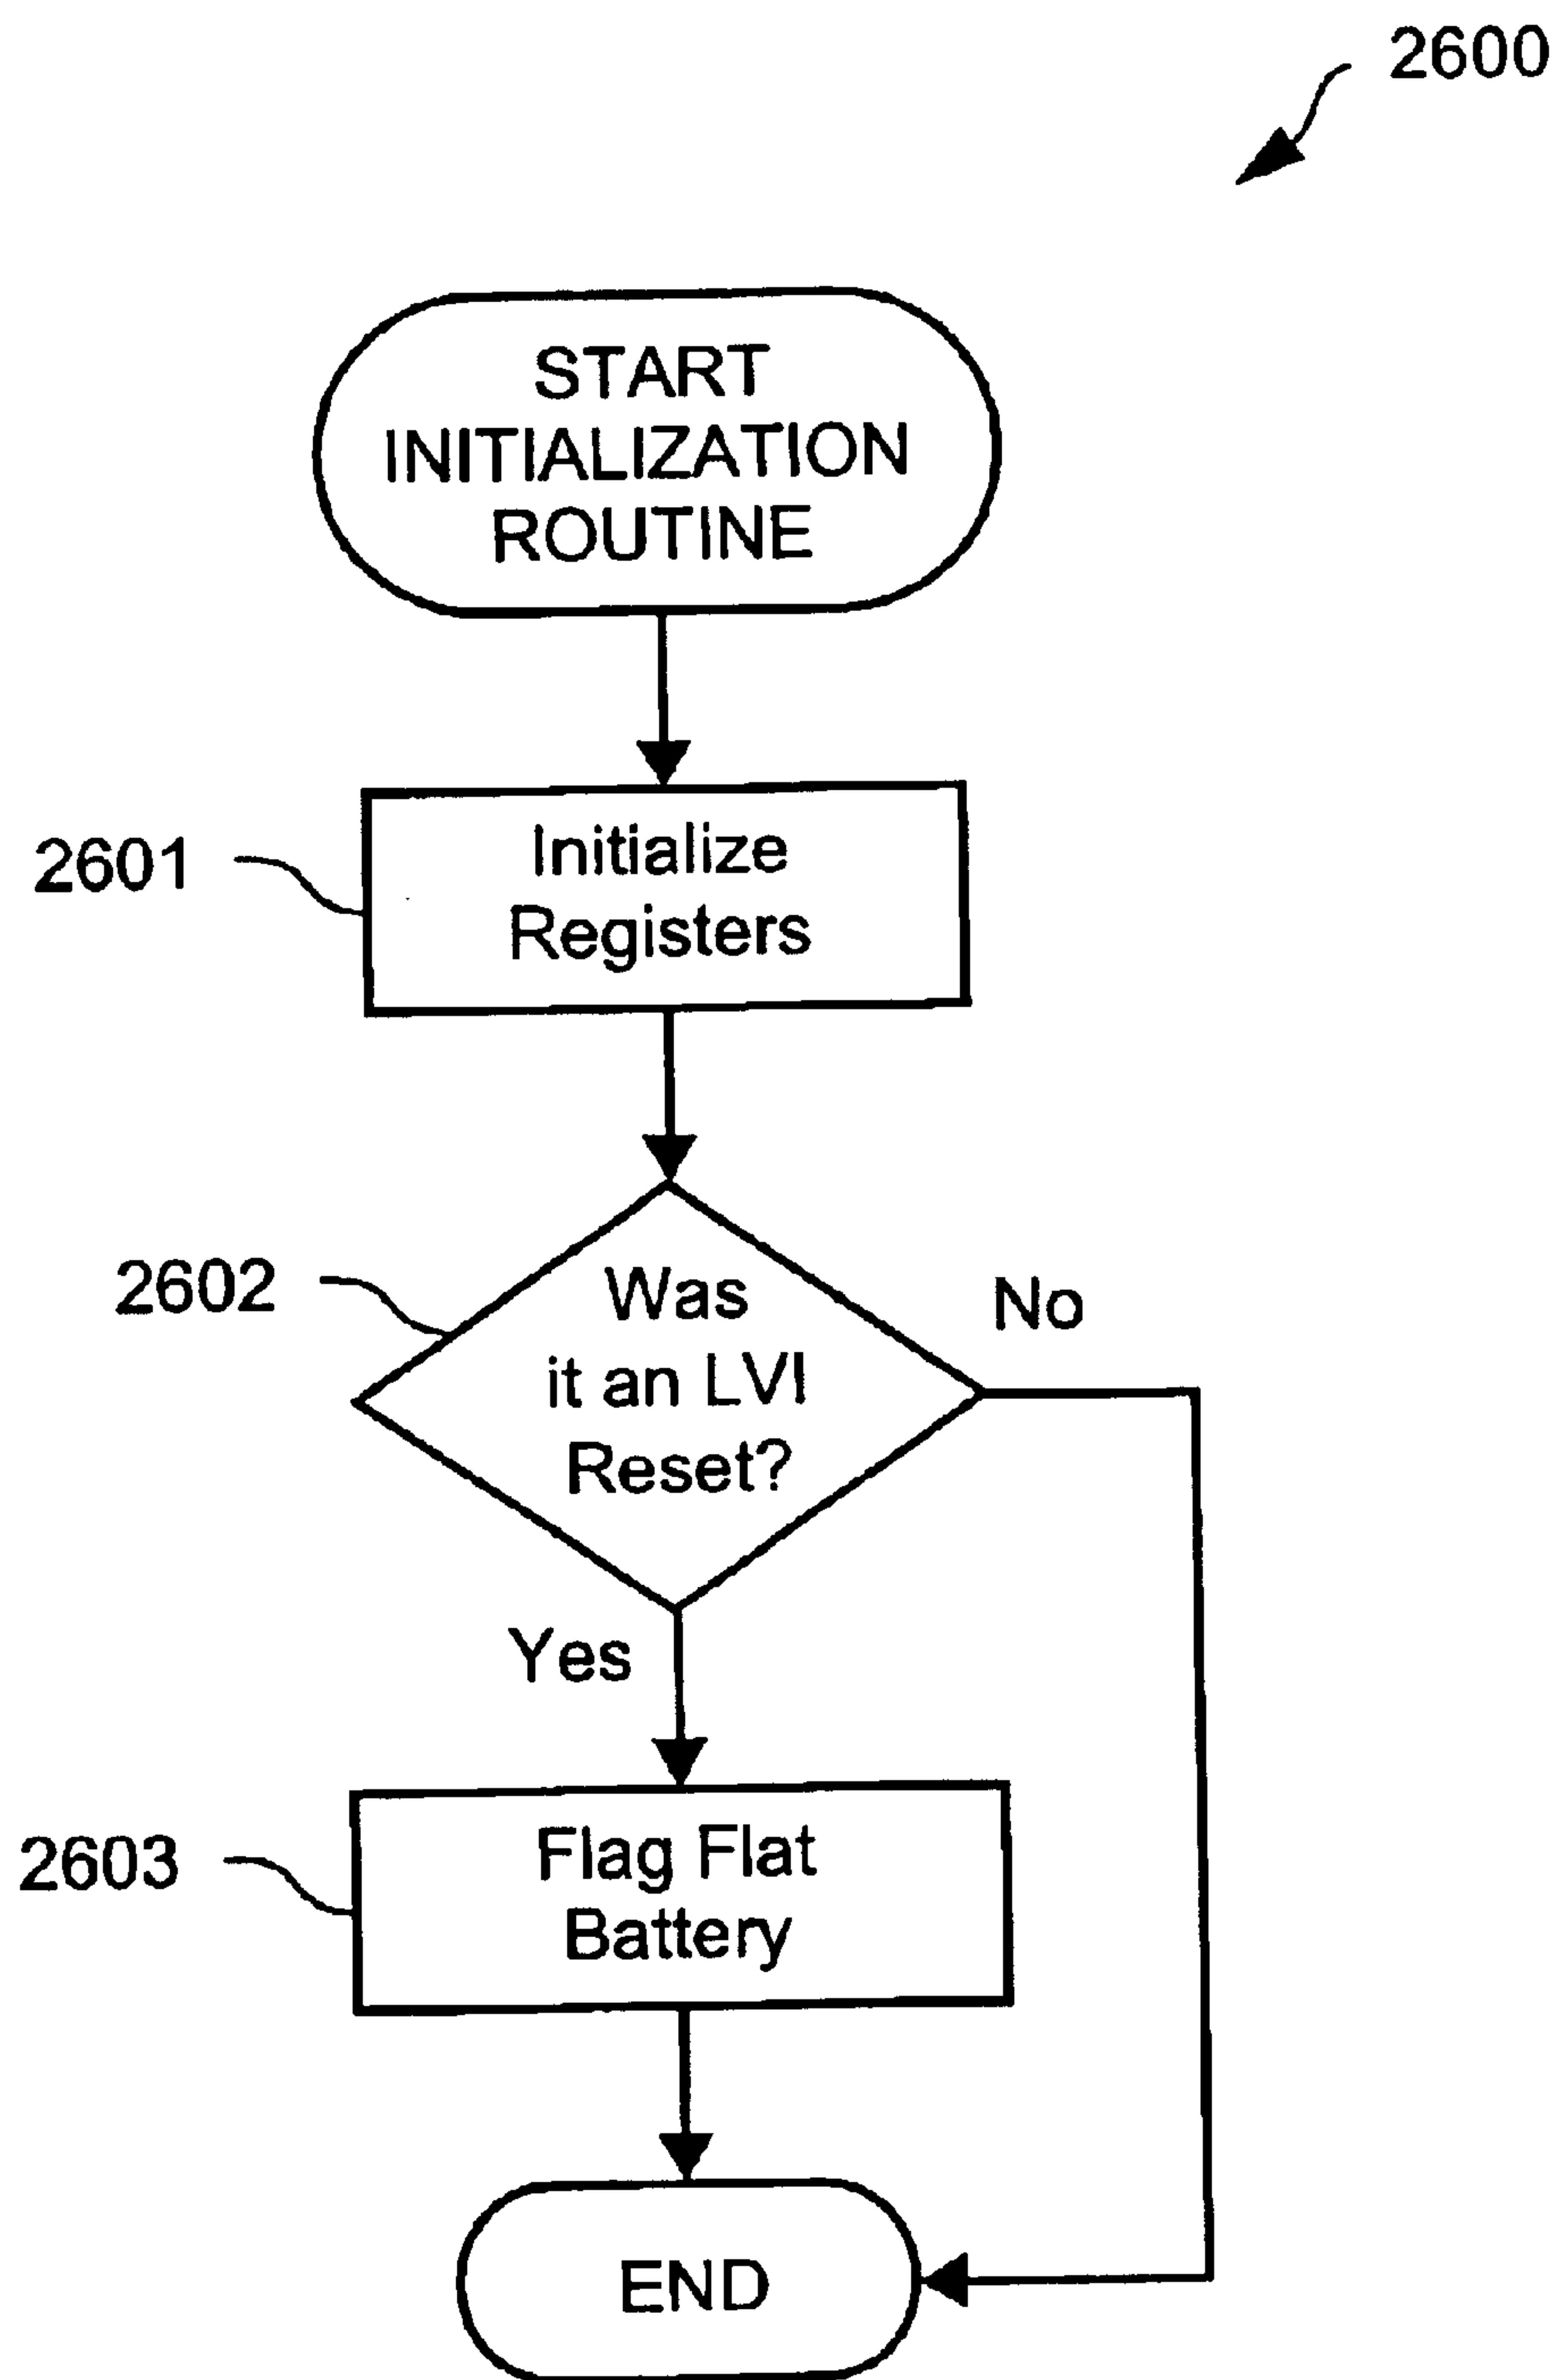 2600
START
INITIALIZATION
ROUTINE
2601
Initialize
Registers
2602
Was
it an LVI
Reset?
No
Yes
2603
Flag Flat
Battery
END